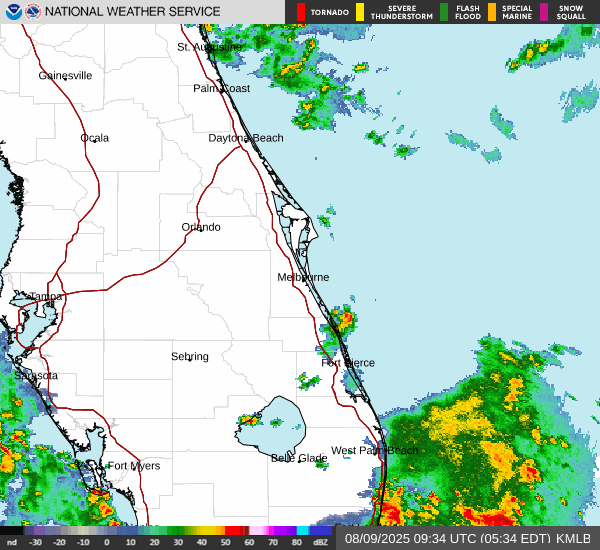 NATIONAL WEATHER SERVICE
TORNADO
SEVERE THUNDERSTORM
FLASH FLOOD
SPECIAL MARINE
SNOW SQUALL
St. Augustine
Gainesville
Palm Coast
Ocala
Daytona Beach
Orlando
Melbourne
Tampa
Sebring
Fort Pierce
Sarasota
West Palm Beach
Belle Glade
Fort Myers
nd -30 -20 -10 0 10 20 30 40 50 60 70 80 dBZ
08/09/2025 09:34 UTC (05:34 EDT) KMLB